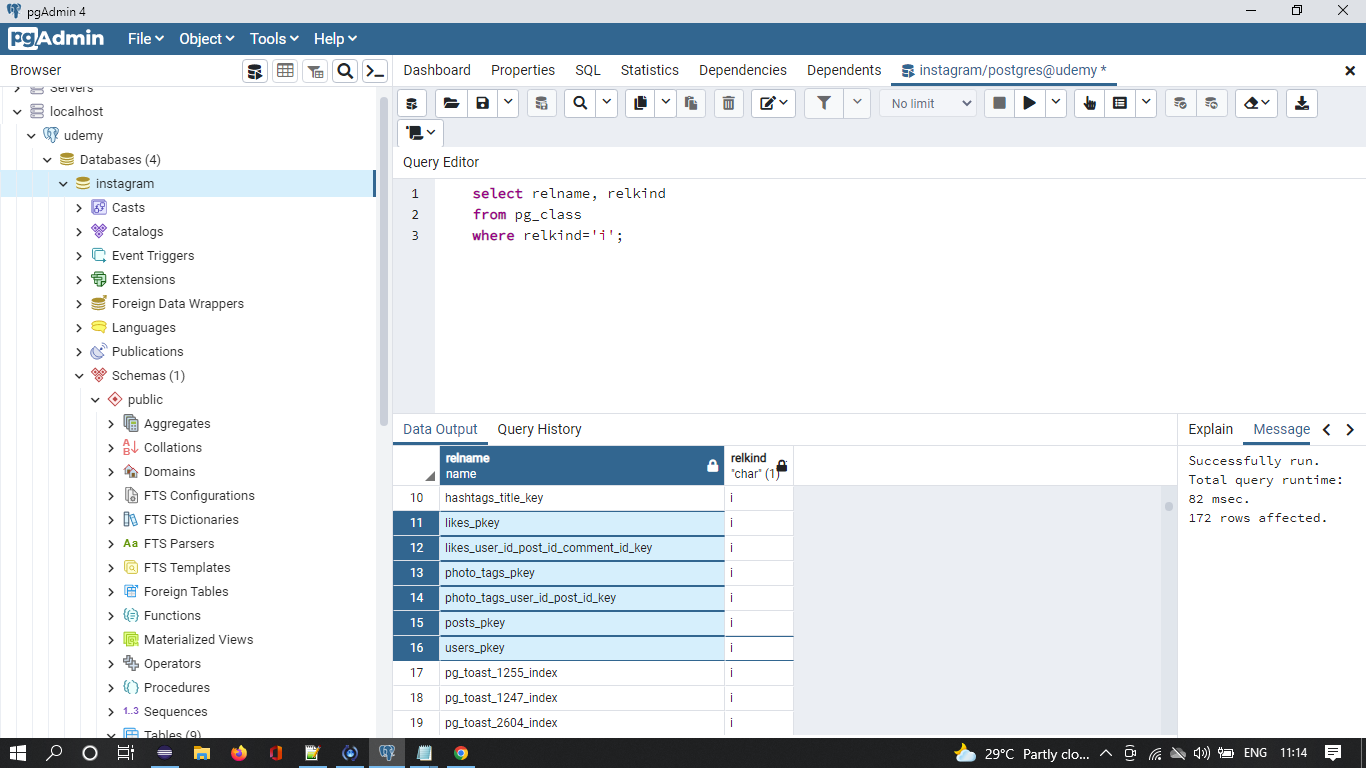 pgAdmin 4
pgAdmin File Object Tools Help
Browser
Dashboard Properties SQL Statistics Dependencies Dependents instagram/postgres@udemy *
Servers
localhost
udemy
Databases (4)
instagram
Casts
Catalogs
Event Triggers
Extensions
Foreign Data Wrappers
Languages
Publications
Schemas (1)
public
Aggregates
Collations
Domains
FTS Configurations
FTS Dictionaries
Aa FTS Parsers
FTS Templates
Foreign Tables
Functions
Materialized Views
Operators
Procedures
1..3 Sequences
Tables (9)
No limit
Query Editor
1 select relname, relkind
2 from pg_class
3 where relkind='i';
Data Output Query History
relname relkind
name "char" (1)
10 hashtags_title_key i
11 likes_pkey i
12 likes_user_id_post_id_comment_id_key i
13 photo_tags_pkey i
14 photo_tags_user_id_post_id_key i
15 posts_pkey i
16 users_pkey i
17 pg_toast_1255_index i
18 pg_toast_1247_index i
19 pg_toast_2604_index i
Explain Message
Successfully run.
Total query runtime:
82 msec.
172 rows affected.
29°C Partly clo... ENG 11:14